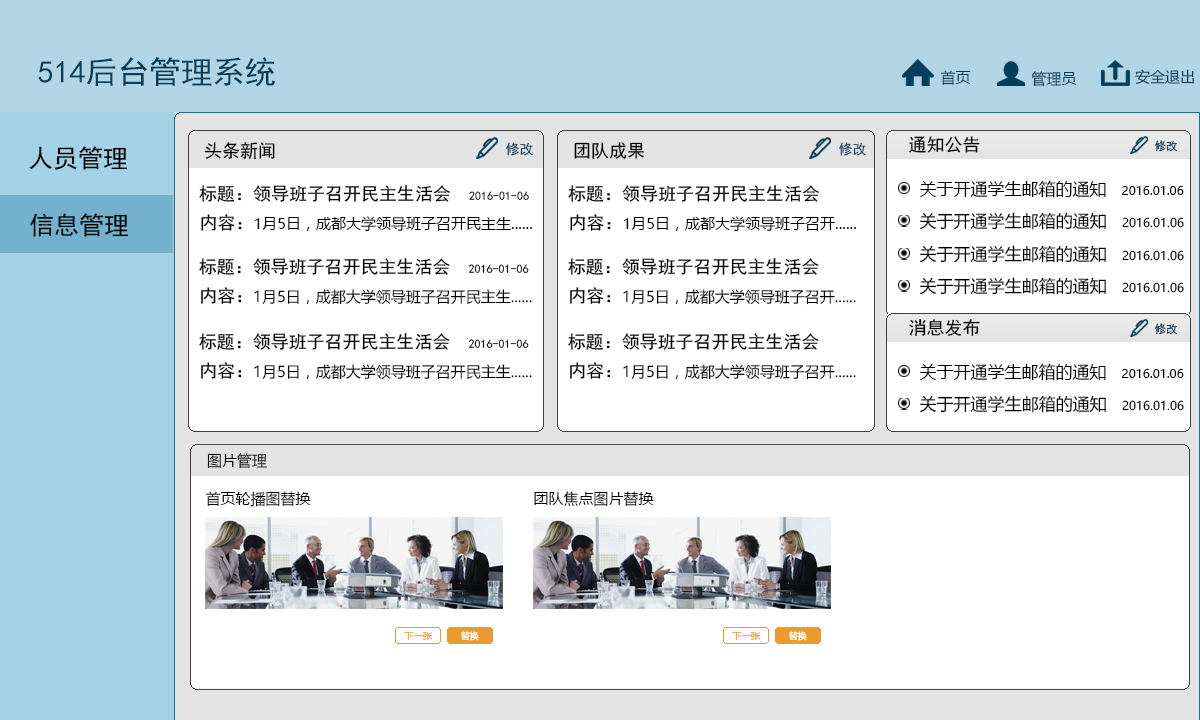 514后台管理系统
首页
管理员
安全退出
人员管理
信息管理
头条新闻
修改
标题：领导班子召开民主生活会 2016-01-06
内容：1月5日，成都大学领导班子召开民主生......
标题：领导班子召开民主生活会 2016-01-06
内容：1月5日，成都大学领导班子召开民主生......
标题：领导班子召开民主生活会 2016-01-06
内容：1月5日，成都大学领导班子召开民主生......
团队成果
修改
标题：领导班子召开民主生活会
内容：1月5日，成都大学领导班子召开......
标题：领导班子召开民主生活会
内容：1月5日，成都大学领导班子召开......
标题：领导班子召开民主生活会
内容：1月5日，成都大学领导班子召开......
通知公告
修改
关于开通学生邮箱的通知 2016.01.06
关于开通学生邮箱的通知 2016.01.06
关于开通学生邮箱的通知 2016.01.06
关于开通学生邮箱的通知 2016.01.06
消息发布
修改
关于开通学生邮箱的通知 2016.01.06
关于开通学生邮箱的通知 2016.01.06
图片管理
首页轮播图替换
下一张
替换
团队焦点图片替换
下一张
替换